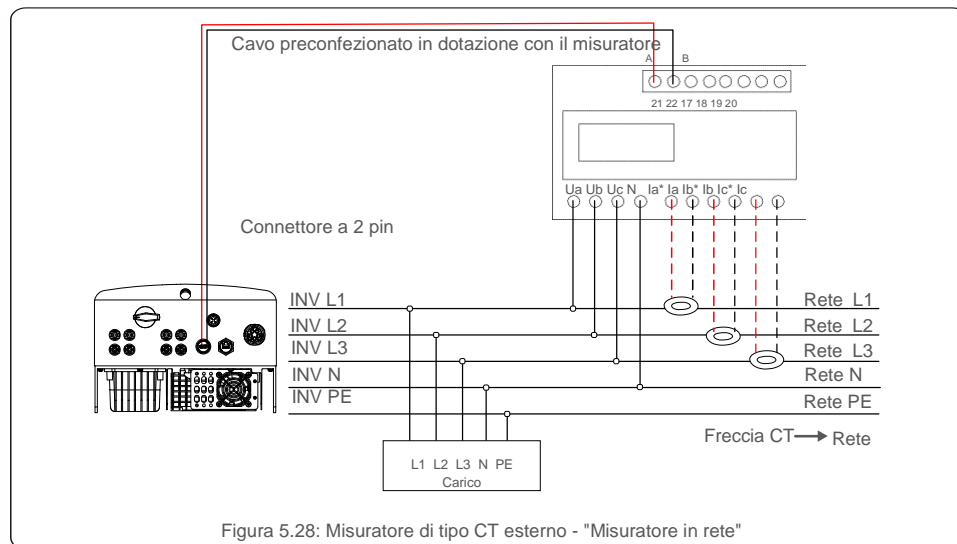 Cavo preconfezionato in dotazione con il misuratore
A B
21 22 17 18 19 20
Ua Ub Uc N Ia* Ia Ib* Ib Ic* Ic
Connettore a 2 pin
INV L1 Rete L1
INV L2 Rete L2
INV L3 Rete L3
INV N Rete N
INV PE Rete PE
Freccia CT Rete
L1 L2 L3 N PE
Carico
Figura 5.28: Misuratore di tipo CT esterno - "Misuratore in rete"